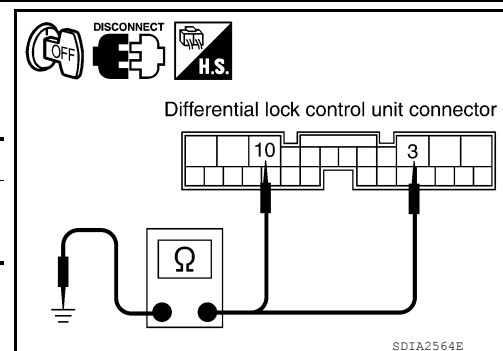 OFF
DISCONNECT
H.S.
Differential lock control unit connector
10 3
Ω
SDIA2564E